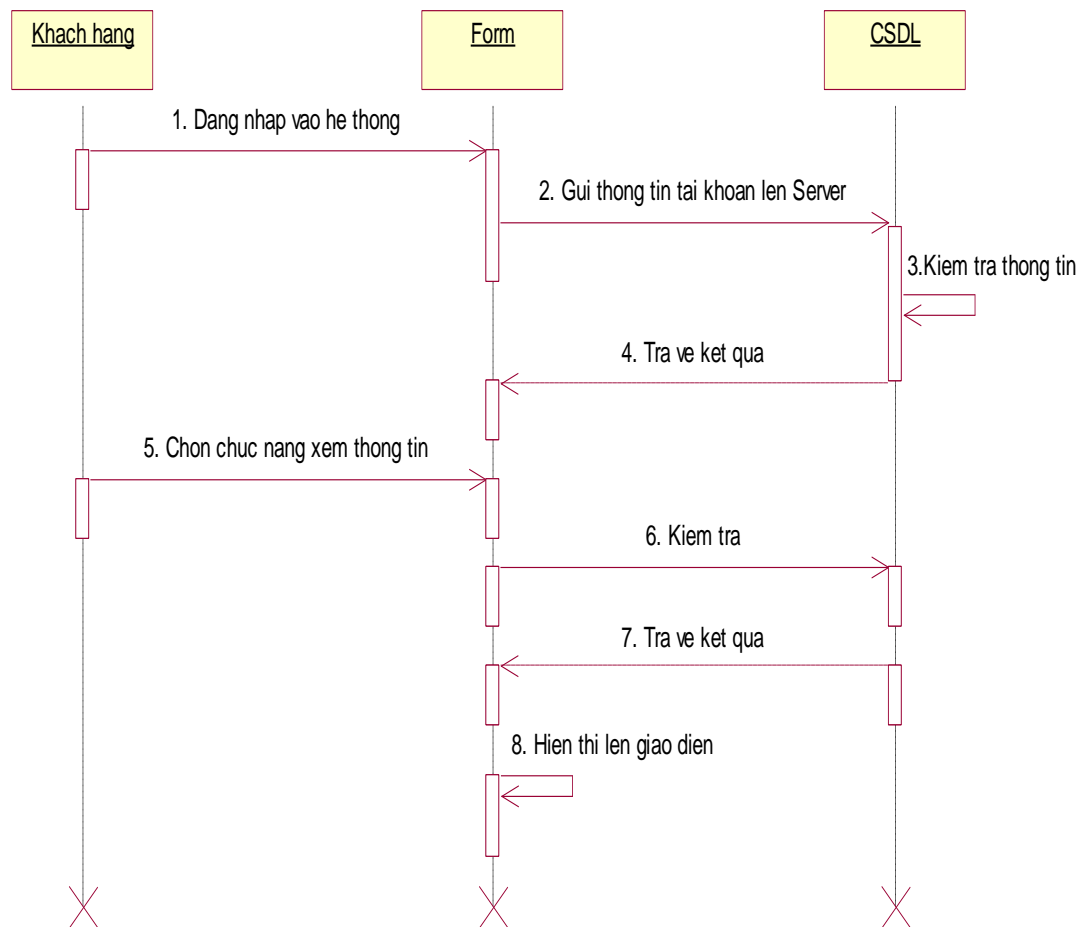 Khach hang
Form
CSDL
1. Dang nhap vao he thong
2. Gui thong tin tai khoan len Server
3.Kiem tra thong tin
4. Tra ve ket qua
5. Chon chuc nang xem thong tin
6. Kiem tra
7. Tra ve ket qua
8. Hien thi len giao dien